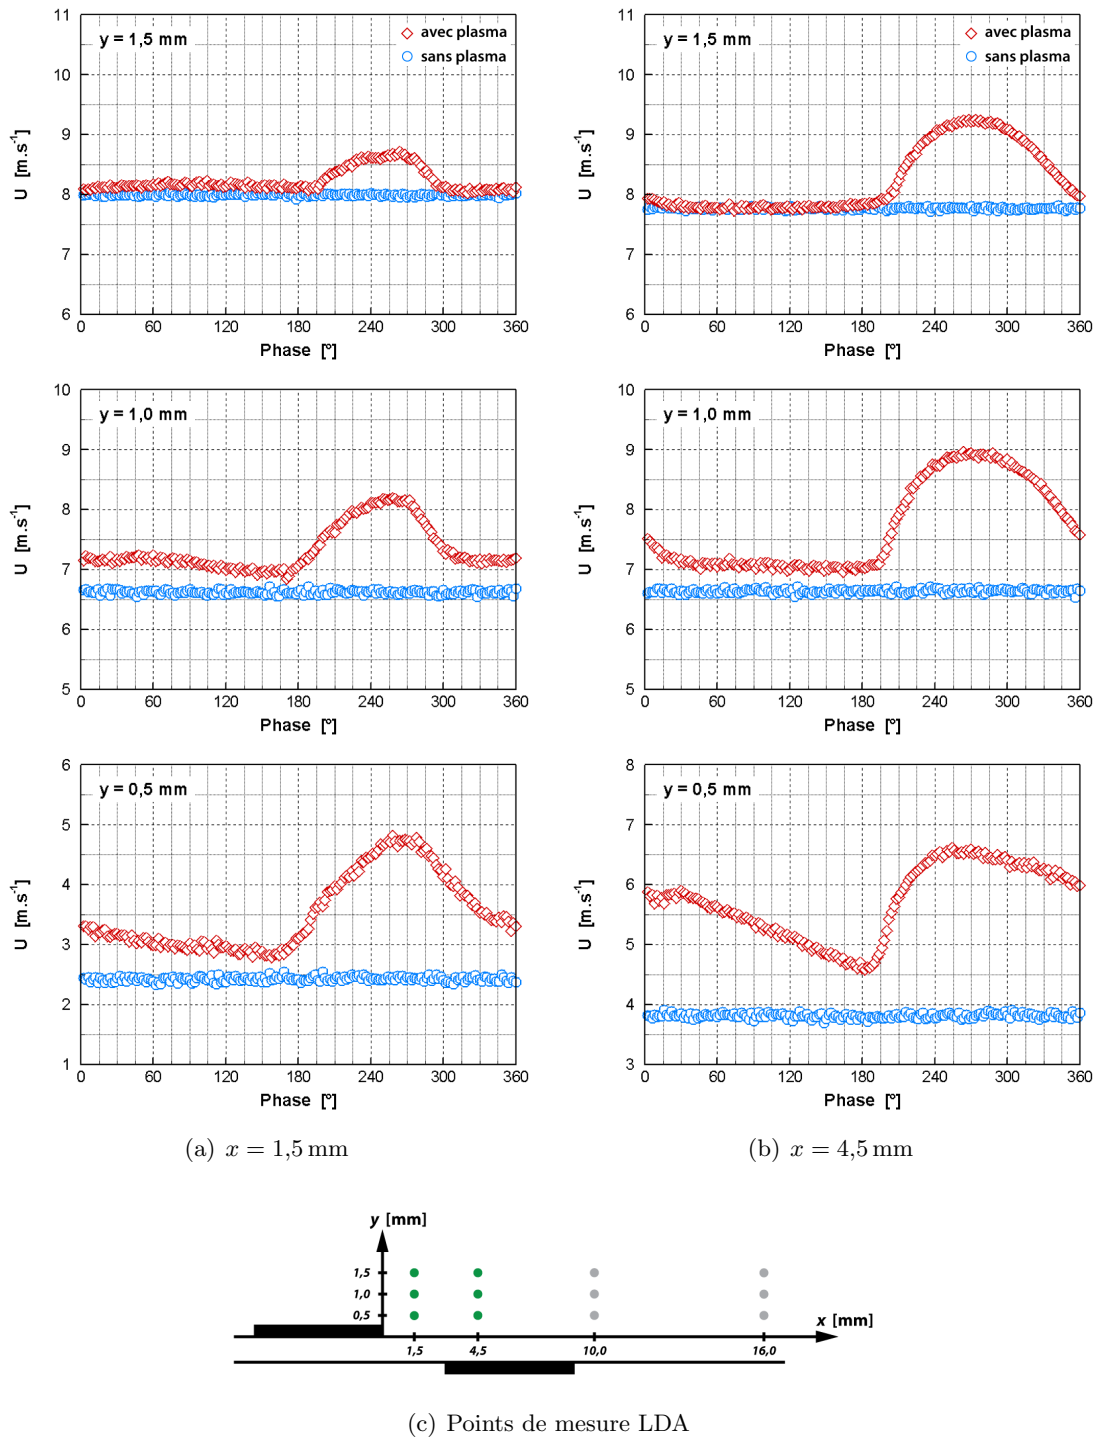 11
10
9
8
7
6
y = 1,5 mm
avec plasma
sans plasma
U [m.s-1]
0 60 120 180 240 300 360
Phase [º]
11
10
9
8
7
6
y = 1,5 mm
avec plasma
sans plasma
U [m.s-1]
0 60 120 180 240 300 360
Phase [º]
10
9
8
7
6
5
y = 1,0 mm
U [m.s-1]
0 60 120 180 240 300 360
Phase [º]
10
9
8
7
6
5
y = 1,0 mm
U [m.s-1]
0 60 120 180 240 300 360
Phase [º]
6
5
4
3
2
1
y = 0,5 mm
U [m.s-1]
0 60 120 180 240 300 360
Phase [º]
8
7
6
5
4
3
y = 0,5 mm
U [m.s-1]
0 60 120 180 240 300 360
Phase [º]
(a) x = 1,5 mm
(b) x = 4,5 mm
y [mm]
1,5
1,0
0,5
x [mm]
1,5 4,5 10,0 16,0
(c) Points de mesure LDA